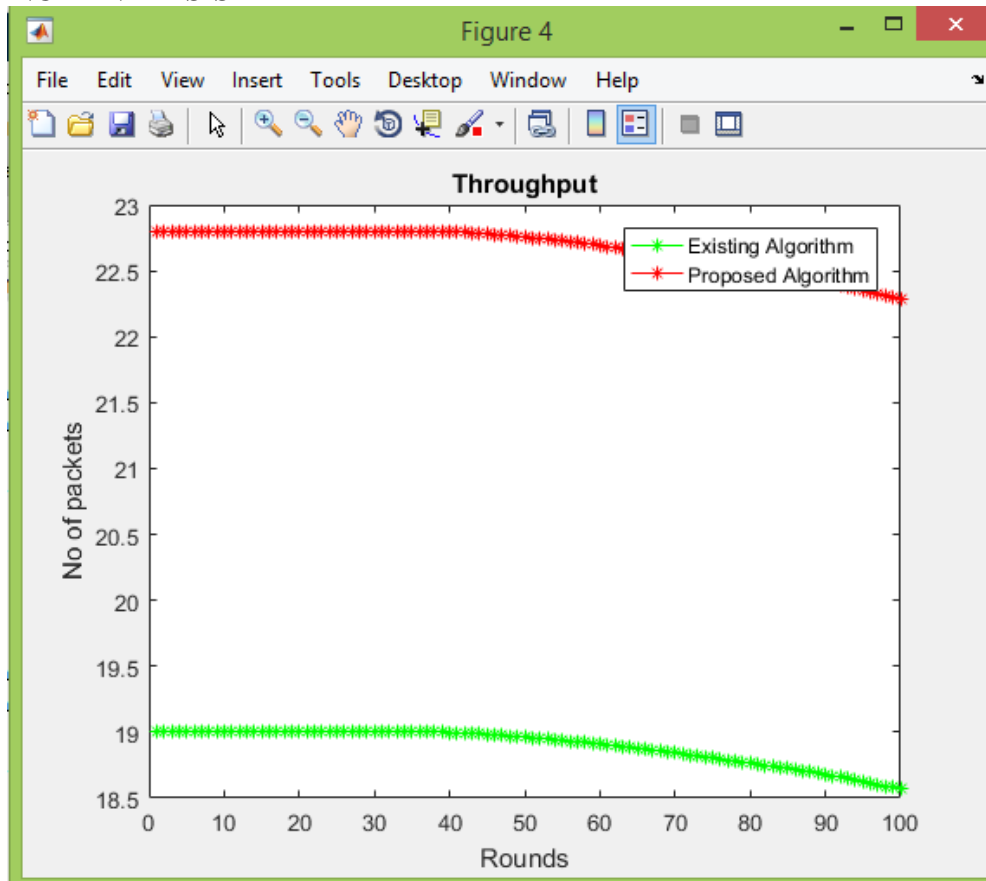 Figure 4
File Edit View Insert Tools Desktop Window Help
Throughput
23
22.5
22
21.5
21
20.5
20
19.5
19
18.5
No of packets
Existing Algorithm
Proposed Algorithm
0 10 20 30 40 50 60 70 80 90 100
Rounds